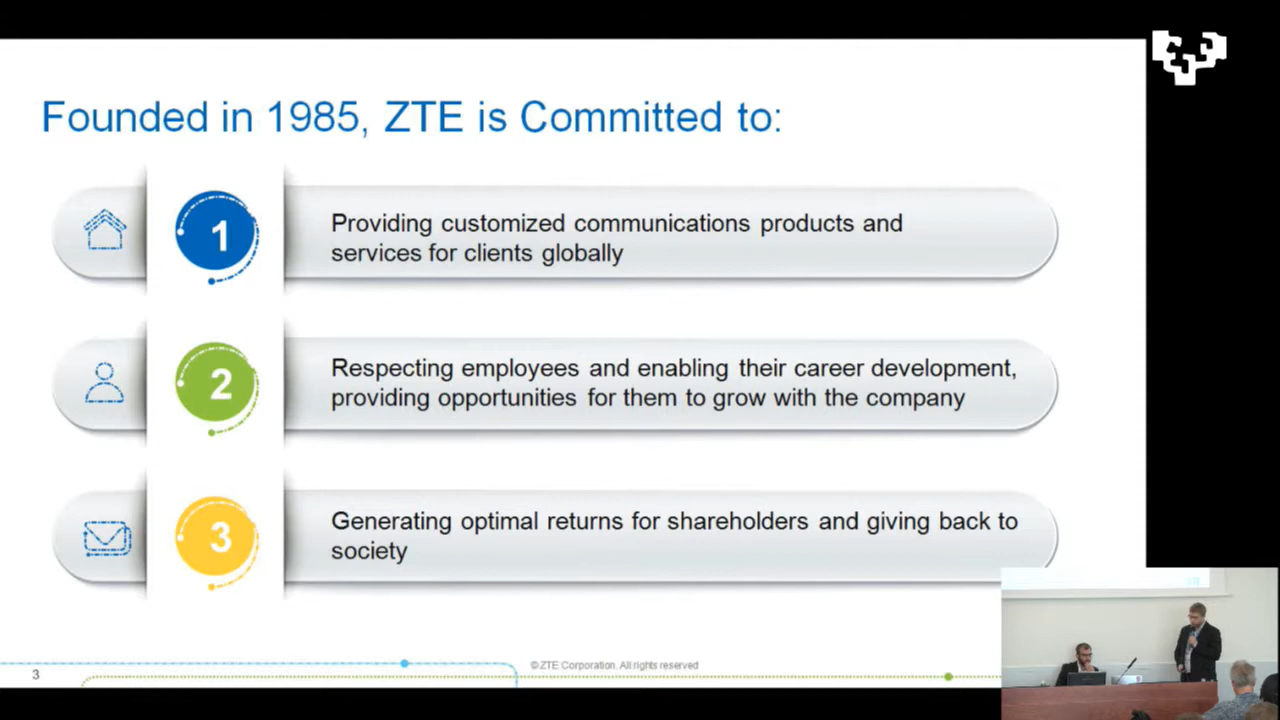 Founded in 1985, ZTE is Committed to:
1
Providing customized communications products and
services for clients globally
2
Respecting employees and enabling their career development,
providing opportunities for them to grow with the company
3
Generating optimal returns for shareholders and giving back to
society
3
© ZTE Corporation. All rights reserved